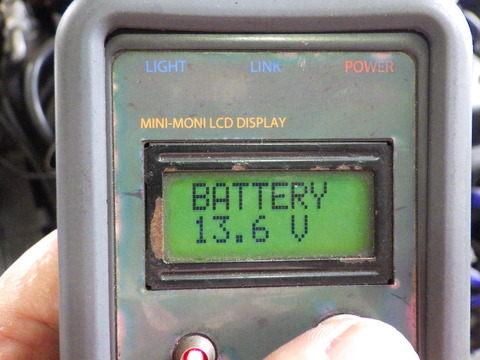 LIGHT LINK POWER
MINI-MONI LCD DISPLAY
BATTERY
13.6 V